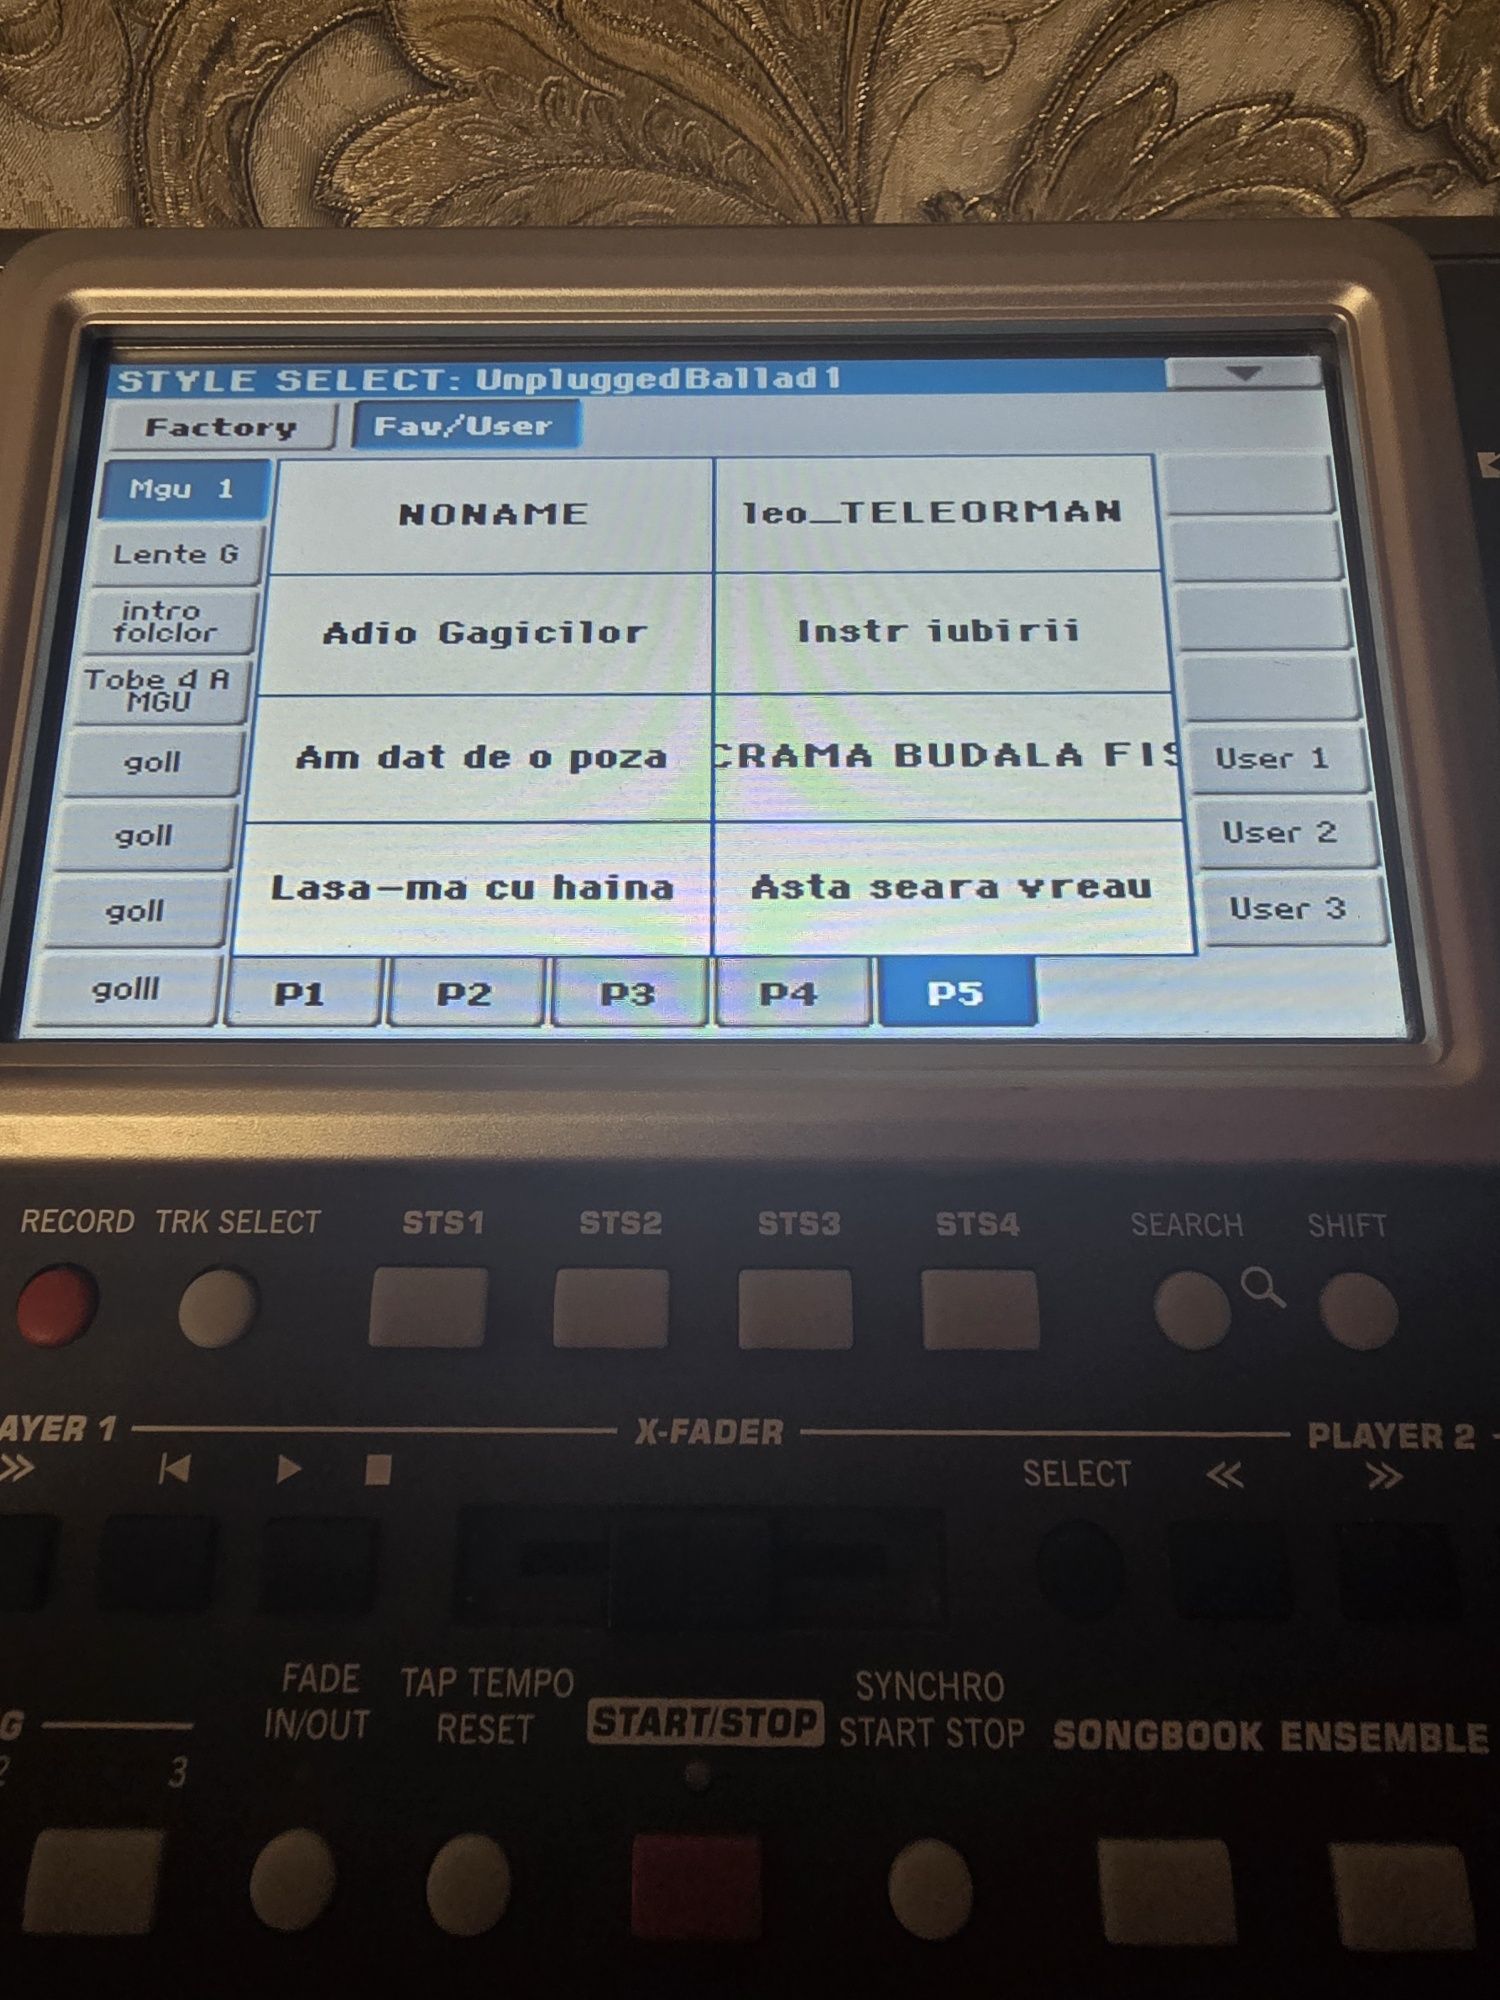 STYLE SELECT: UnpluggedBallad1
Factory
Fav/User
Mgu 1
NONAME
leo_TELEORMAN
Lente G
intro
folclor
Adio Gagicilor
Instr iubirii
Tobe d A
MGU
goll
Am dat de o poza
CRAMA BUDALA FIS
User 1
goll
User 2
goll
Lasa-ma cu haina
Asta seara vreau
User 3
golll
P1
P2
P3
P4
P5
RECORD
TRK SELECT
STS1
STS2
STS3
STS4
SEARCH
SHIFT
AYER 1
X-FADER
PLAYER 2
SELECT
FADE
IN/OUT
TAP TEMPO
RESET
START/STOP
SYNCHRO
START STOP
SONGBOOK
ENSEMBLE
G
2
3